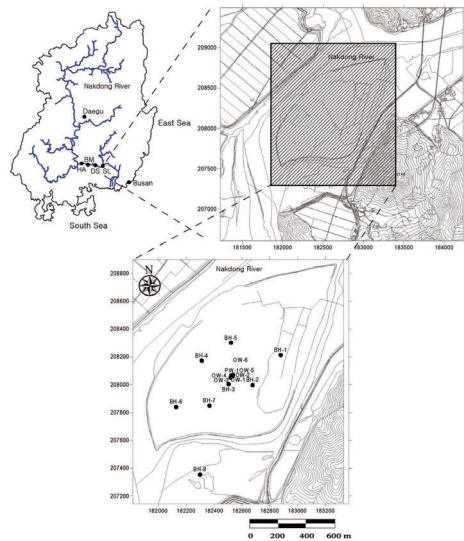 Nakdong River
Daegu
East Sea
BM
HA
DS SL
Busan
South Sea
209000
208500
208000
207500
207000
Nakdong River
181500
182000
182500
183000
183500
184000
N
Nakdong River
208800
208600
208400
208200
208000
207800
207600
207400
207200
BH-5
BH-1
BH-4
OW-6
PW-1 OW-5
OW-4 OW-2
OW-1 BH-2
BH-3
BH-6
BH-7
BH-8
182000
182200
182400
182600
182800
183000
183200
0
200
400
600 m